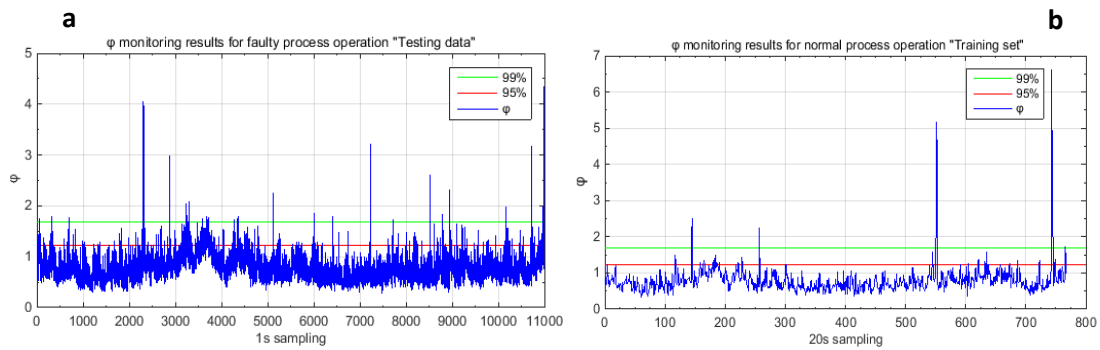 a
φ monitoring results for faulty process operation "Testing data"
5
4
3
2
1
0
φ
99%
95%
φ
0 1000 2000 3000 4000 5000 6000 7000 8000 9000 10000 11000
1s sampling
b
φ monitoring results for normal process operation "Training set"
7
6
5
4
3
2
1
0
φ
99%
95%
φ
0 100 200 300 400 500 600 700 800
20s sampling